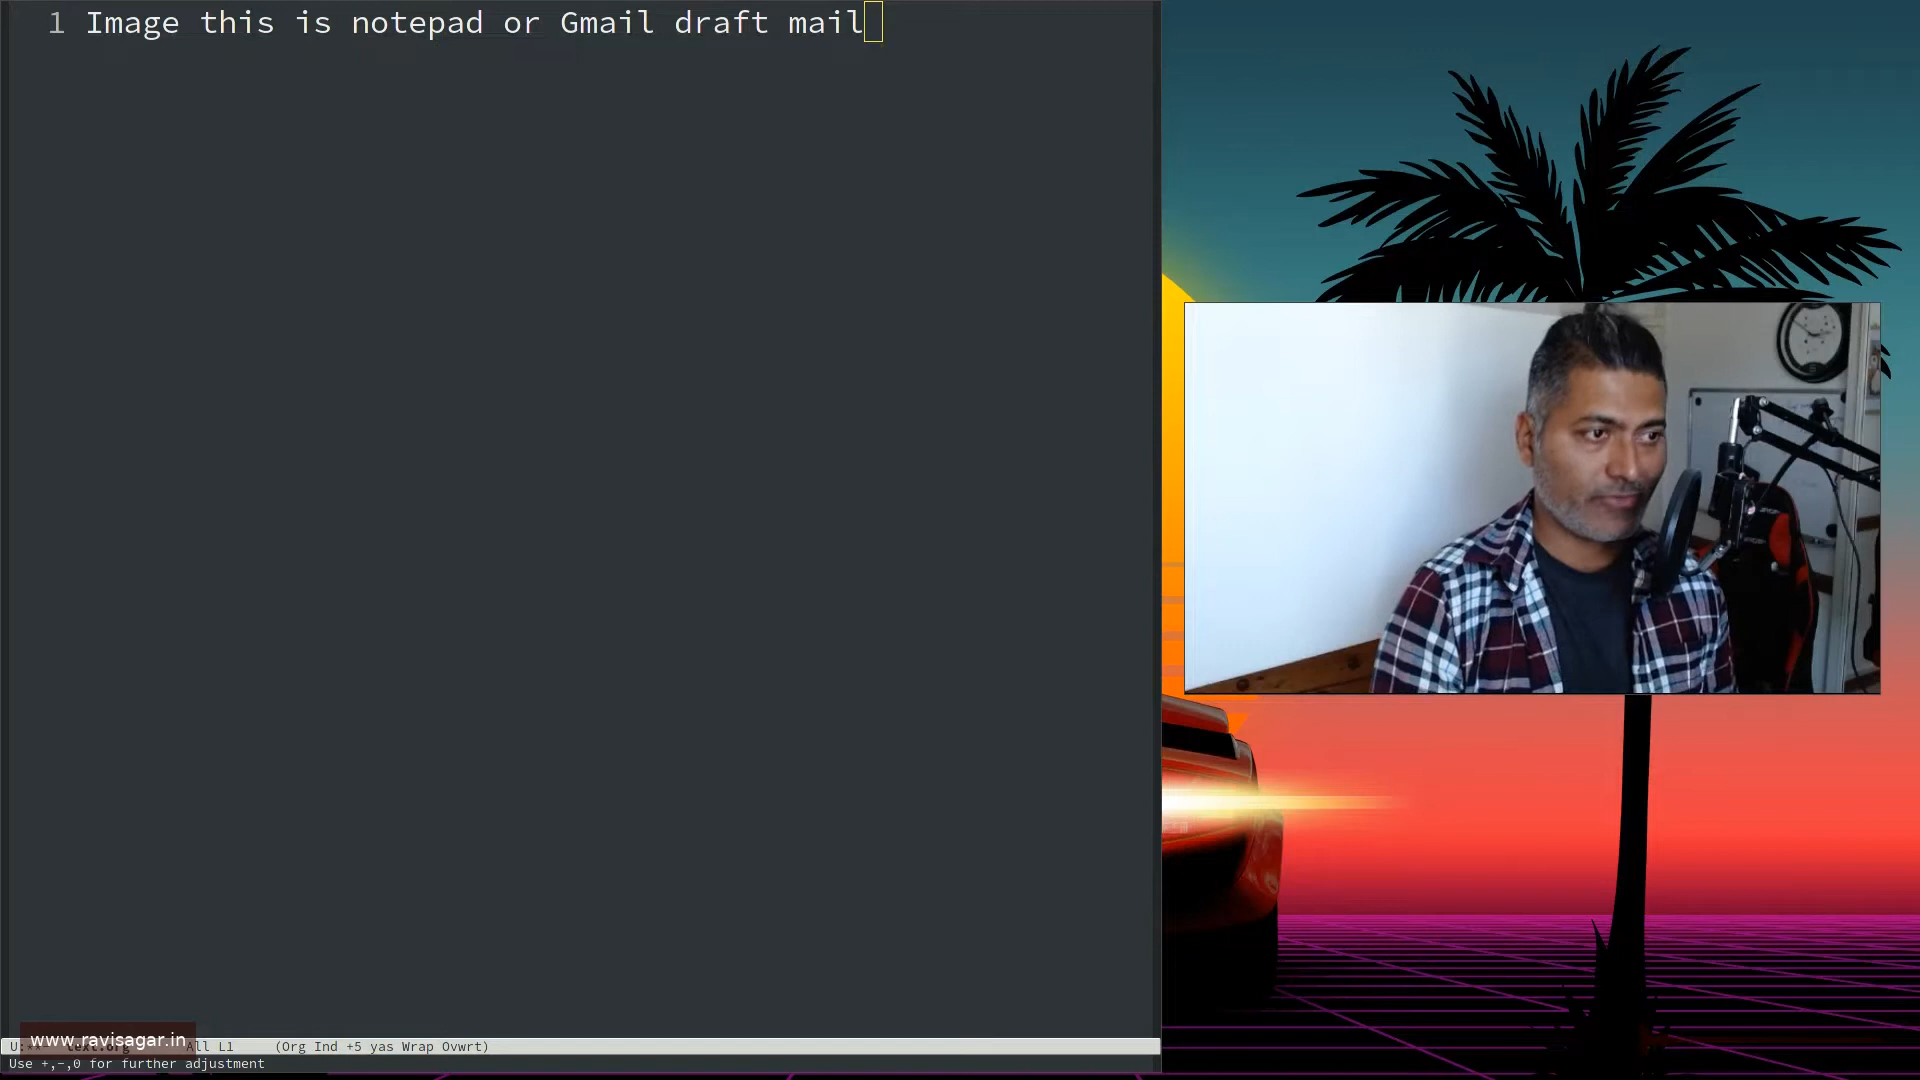 1 Image this is notepad or Gmail draft mail
www.ravisagar.in
U: All L1 (Org Ind +5 yas Wrap Ovwrt)
Use +,-,0 for further adjustment